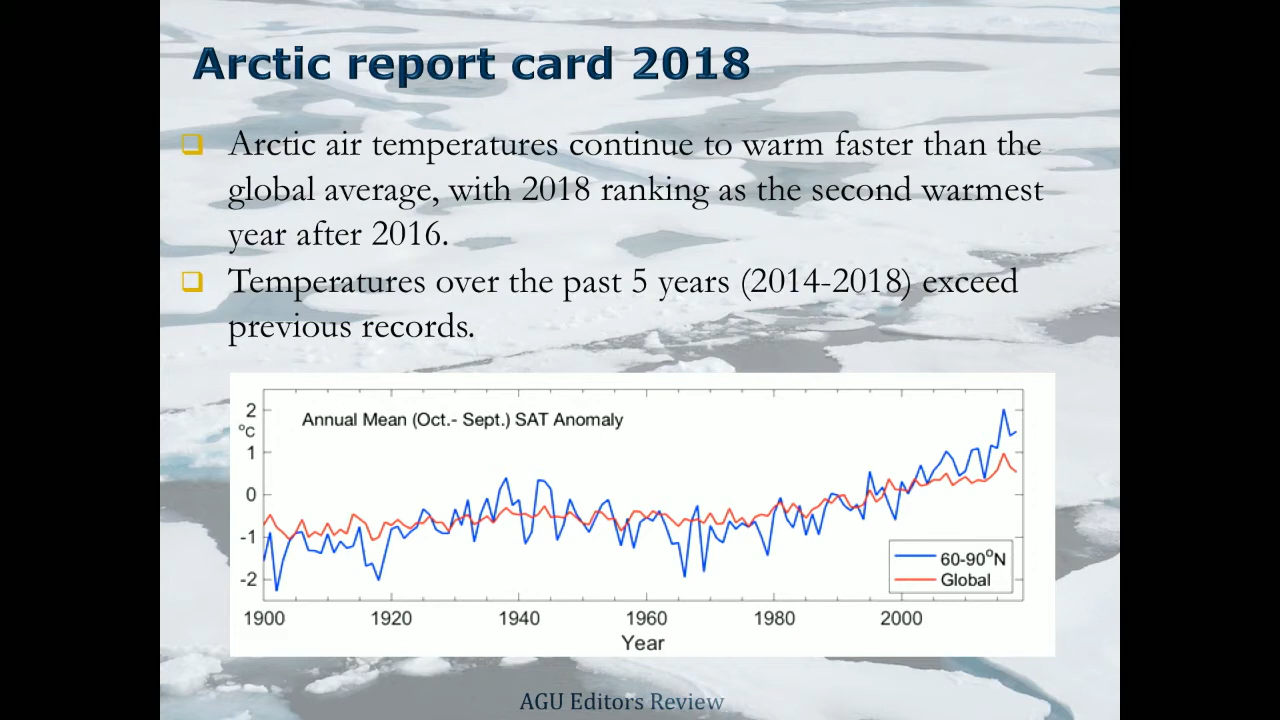 Arctic report card 2018
Arctic air temperatures continue to warm faster than the
global average, with 2018 ranking as the second warmest
year after 2016.
Temperatures over the past 5 years (2014-2018) exceed
previous records.
Annual Mean (Oct.- Sept.) SAT Anomaly
2
°C
1
0
-1
-2
60-90°N
Global
1900 1920 1940 1960 1980 2000
Year
AGU Editors Review